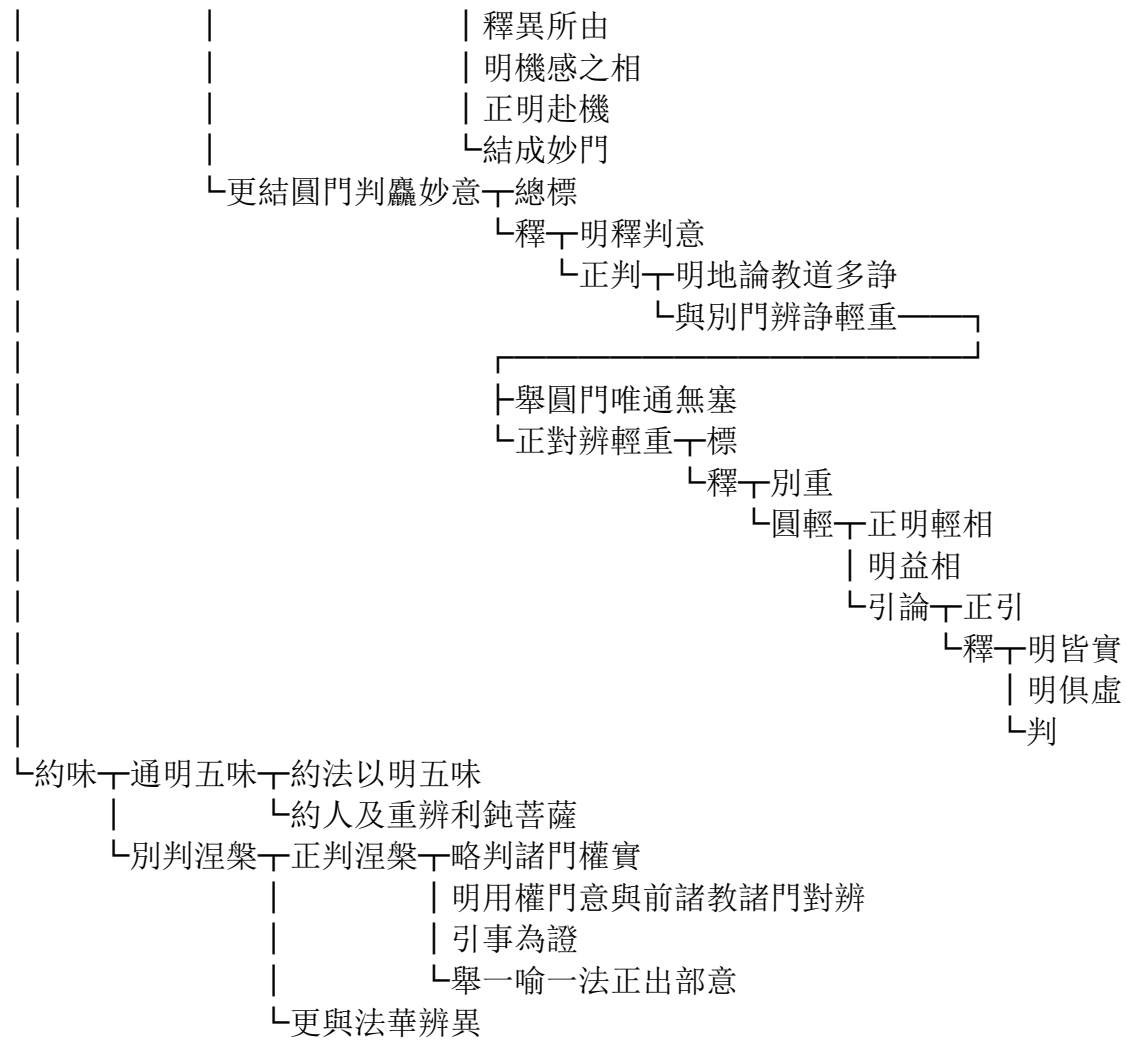 釋異所由
明機感之相
正明赴機
結成妙門
更結圓門判麤妙意 總標
釋 明釋判意
正判 明地論教道多諍
與別門辨諍輕重
舉圓門唯通無塞
正對辨輕重 標
釋 別重
圓輕 正明輕相
明益相
引論 正引
釋 明皆實
明俱虛
判
約味 通明五味 約法以明五味
約人及重辨利鈍菩薩
別判涅槃 正判涅槃 略判諸門權實
明用權門意與前諸教諸門對辨
引事為證
舉一喻一法正出部意
更與法華辨異